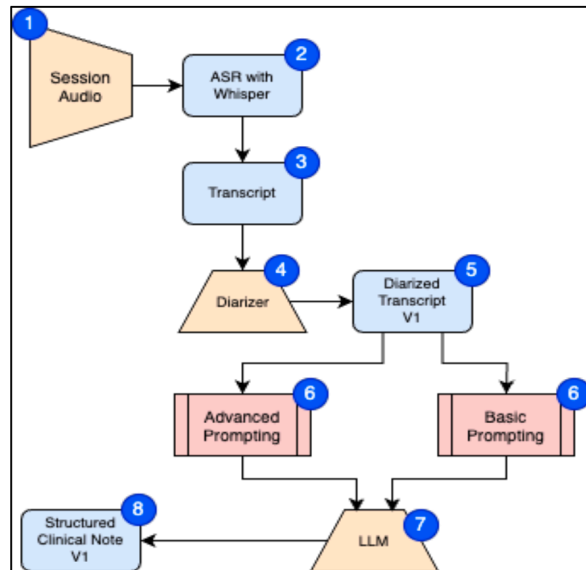 1
Session
Audio
2
ASR with
Whisper
3
Transcript
4
Diarizer
5
Diarized
Transcript
V1
6
Advanced
Prompting
6
Basic
Prompting
7
LLM
8
Structured
Clinical Note
V1